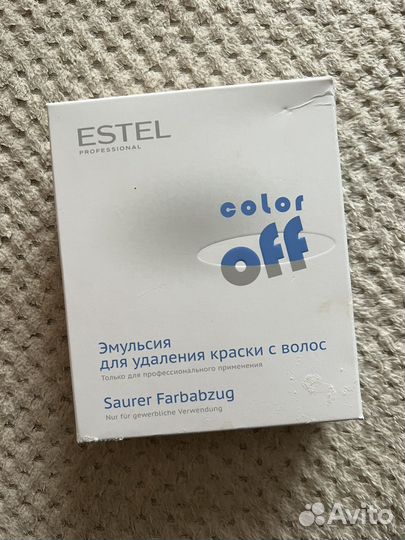 ESTEL
PROFESSIONAL
color
off
Эмульсия
для удаления краски с волос
Только для профессионального применения
Saurer Farbabzug
Nur für gewerbliche Verwendung
Avito